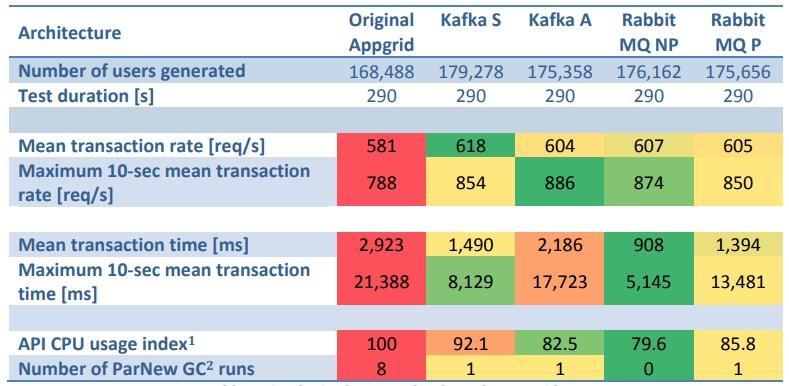 Architecture Original Appgrid Kafka S Kafka A Rabbit MQ NP Rabbit MQ P
Number of users generated 168,488 179,278 175,358 176,162 175,656
Test duration [s] 290 290 290 290 290
Mean transaction rate [req/s] 581 618 604 607 605
Maximum 10-sec mean transaction rate [req/s] 788 854 886 874 850
Mean transaction time [ms] 2,923 1,490 2,186 908 1,394
Maximum 10-sec mean transaction time [ms] 21,388 8,129 17,723 5,145 13,481
API CPU usage index¹ 100 92.1 82.5 79.6 85.8
Number of ParNew GC² runs 8 1 1 0 1